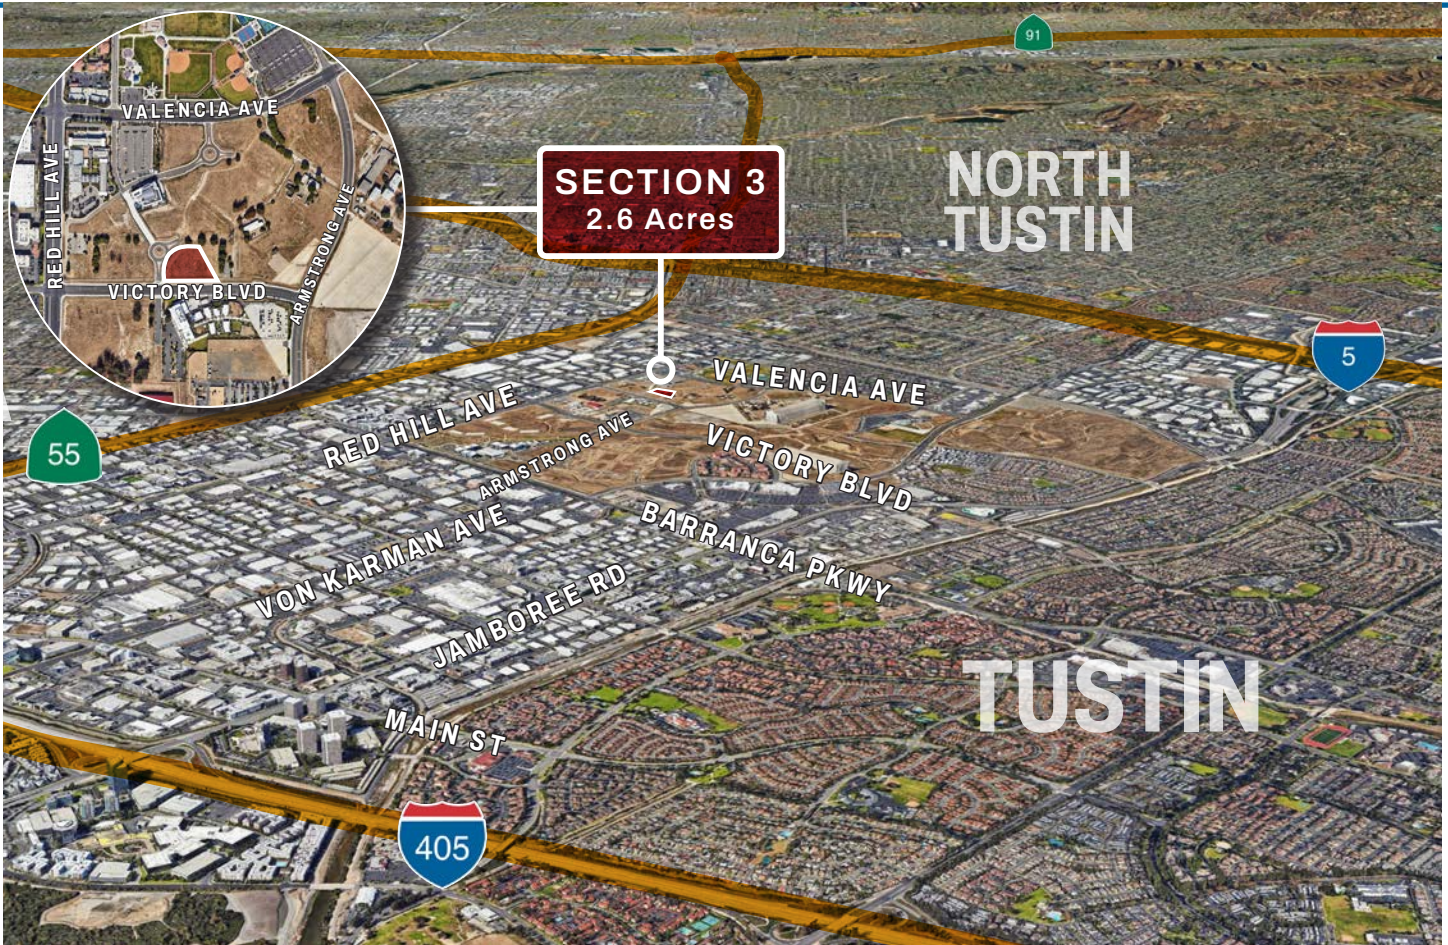 91
VALENCIA AVE
RED HILL AVE
ARMSTRONG AVE
VICTORY BLVD
SECTION 3
2.6 Acres
NORTH
TUSTIN
5
VALENCIA AVE
RED HILL AVE
ARMSTRONG AVE
VICTORY BLVD
55
BARRANCA PKWY
VON KARMAN AVE
JAMBOREE RD
TUSTIN
MAIN ST
405